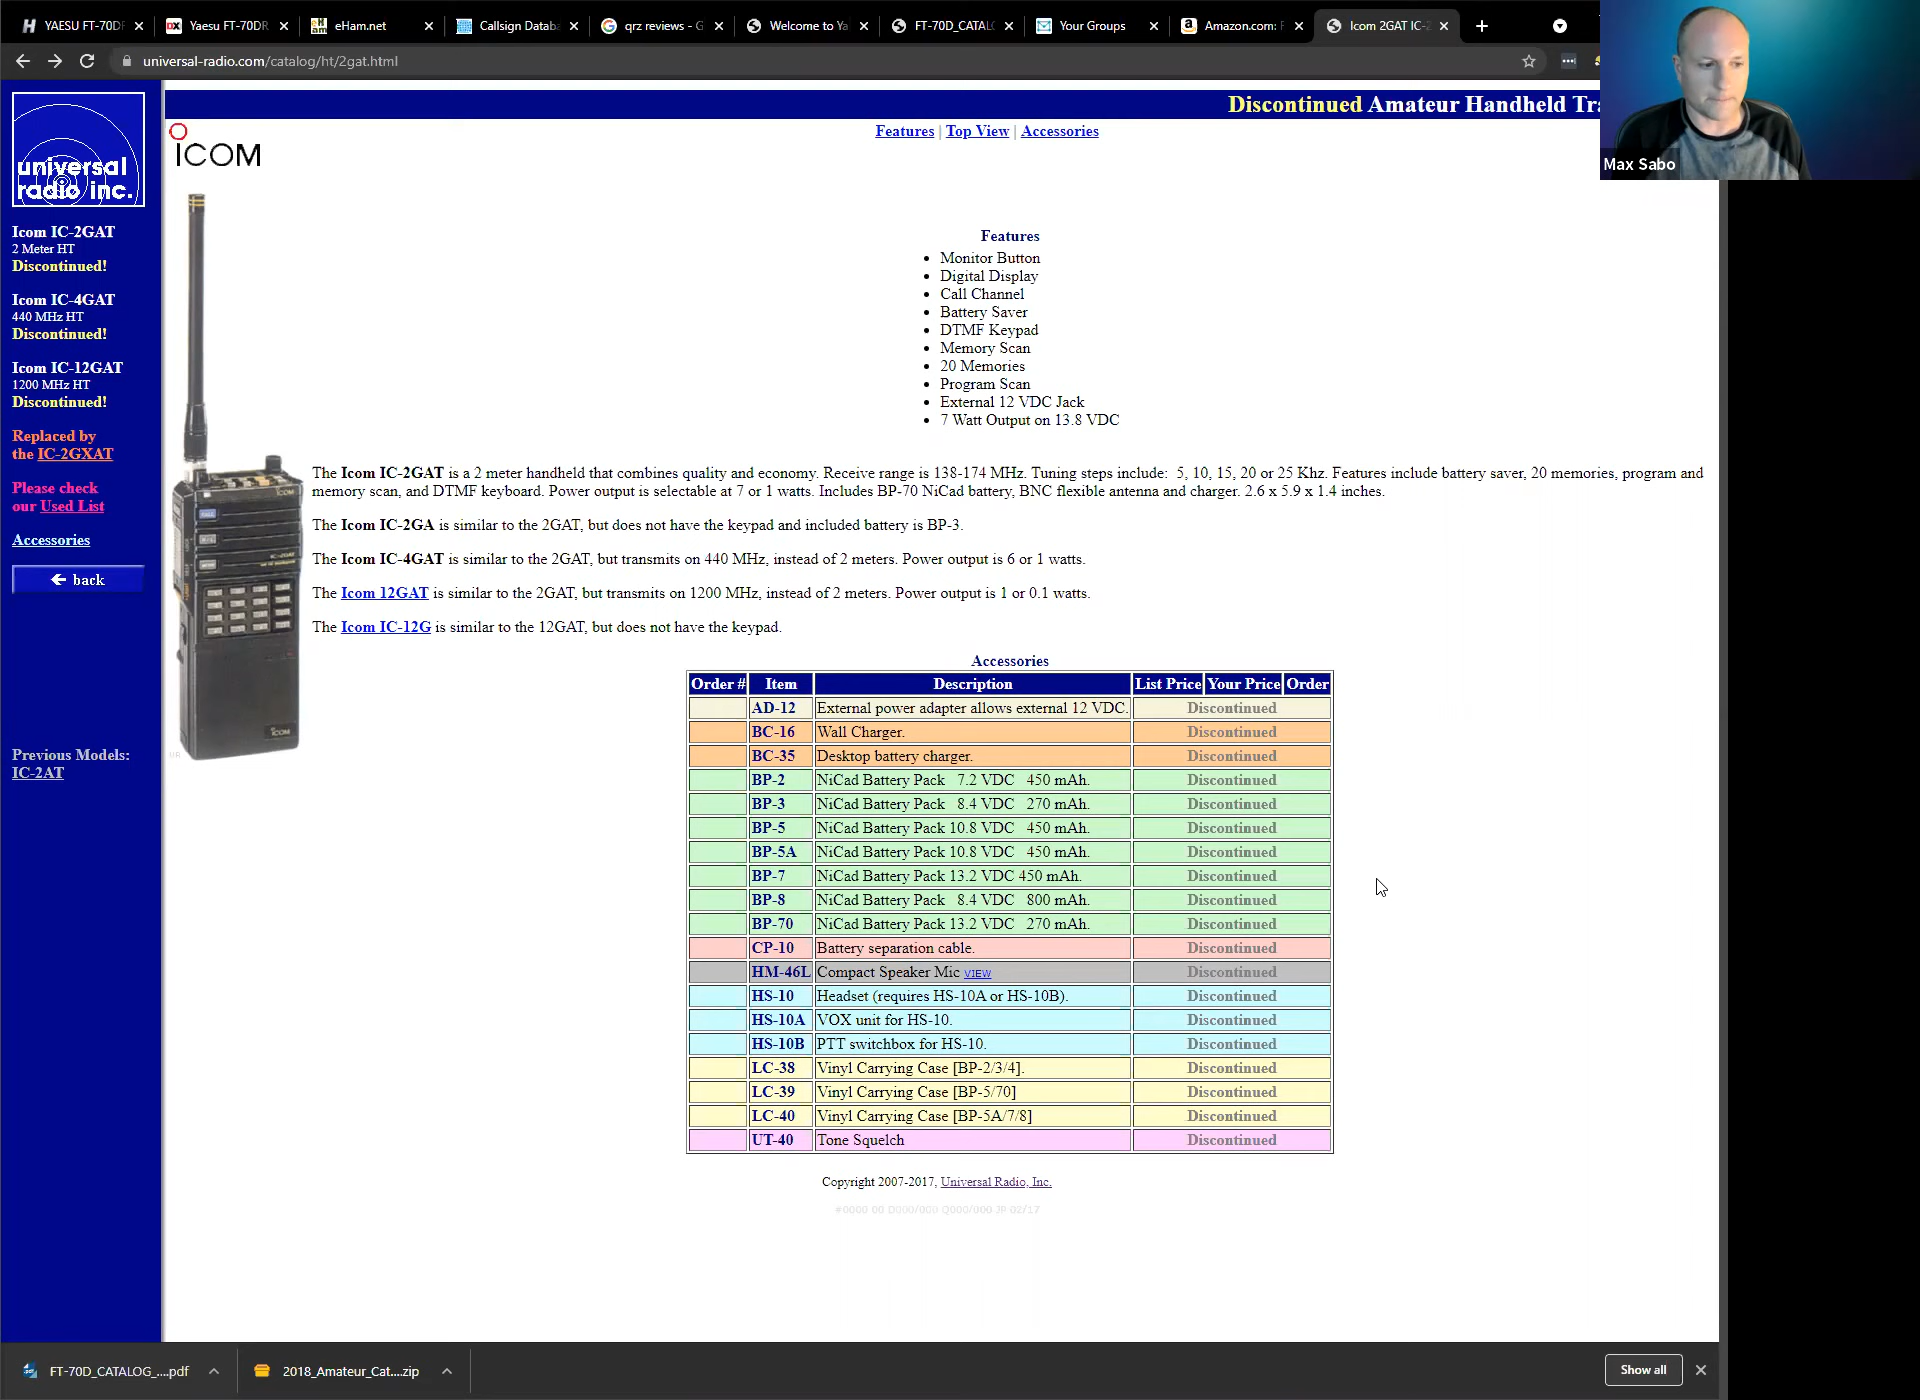 YAESU FT-70DF
Yaesu FT-70DR
eHam.net
Callsign Datab
qrz reviews - G
Welcome to Ya
FT-70D_CATAL
Your Groups
Amazon.com: F
Icom 2GAT IC-2
universal-radio.com/catalog/ht/2gat.html
Max Sabo
universal
radio inc.
Icom IC-2GAT
2 Meter HT
Discontinued!
Icom IC-4GAT
440 MHz HT
Discontinued!
Icom IC-12GAT
1200 MHz HT
Discontinued!
Replaced by
the IC-2GXAT
Please check
our Used List
Accessories
back
Previous Models:
IC-2AT
Discontinued Amateur Handheld Tra
Features | Top View | Accessories
ICOM
Features
Monitor Button
Digital Display
Call Channel
Battery Saver
DTMF Keypad
Memory Scan
20 Memories
Program Scan
External 12 VDC Jack
7 Watt Output on 13.8 VDC
The Icom IC-2GAT is a 2 meter handheld that combines quality and economy. Receive range is 138-174 MHz. Tuning steps include: 5, 10, 15, 20 or 25 Khz. Features include battery saver, 20 memories, program and
memory scan, and DTMF keyboard. Power output is selectable at 7 or 1 watts. Includes BP-70 NiCad battery, BNC flexible antenna and charger. 2.6 x 5.9 x 1.4 inches.
The Icom IC-2GA is similar to the 2GAT, but does not have the keypad and included battery is BP-3.
The Icom IC-4GAT is similar to the 2GAT, but transmits on 440 MHz, instead of 2 meters. Power output is 6 or 1 watts.
The Icom 12GAT is similar to the 2GAT, but transmits on 1200 MHz, instead of 2 meters. Power output is 1 or 0.1 watts.
The Icom IC-12G is similar to the 12GAT, but does not have the keypad.
UR
Accessories
Order # Item Description List Price Your Price Order
AD-12 External power adapter allows external 12 VDC. Discontinued
BC-16 Wall Charger. Discontinued
BC-35 Desktop battery charger. Discontinued
BP-2 NiCad Battery Pack 7.2 VDC 450 mAh. Discontinued
BP-3 NiCad Battery Pack 8.4 VDC 270 mAh. Discontinued
BP-5 NiCad Battery Pack 10.8 VDC 450 mAh. Discontinued
BP-5A NiCad Battery Pack 10.8 VDC 450 mAh. Discontinued
BP-7 NiCad Battery Pack 13.2 VDC 450 mAh. Discontinued
BP-8 NiCad Battery Pack 8.4 VDC 800 mAh. Discontinued
BP-70 NiCad Battery Pack 13.2 VDC 270 mAh. Discontinued
CP-10 Battery separation cable. Discontinued
HM-46L Compact Speaker Mic VIEW Discontinued
HS-10 Headset (requires HS-10A or HS-10B). Discontinued
HS-10A VOX unit for HS-10. Discontinued
HS-10B PTT switchbox for HS-10. Discontinued
LC-38 Vinyl Carrying Case [BP-2/3/4]. Discontinued
LC-39 Vinyl Carrying Case [BP-5/70] Discontinued
LC-40 Vinyl Carrying Case [BP-5A/7/8] Discontinued
UT-40 Tone Squelch Discontinued
Copyright 2007-2017, Universal Radio, Inc.
#0000 00 D000/000 Q000/000 JP 02/17
FT-70D_CATALOG_....pdf
2018_Amateur_Cat....zip
Show all